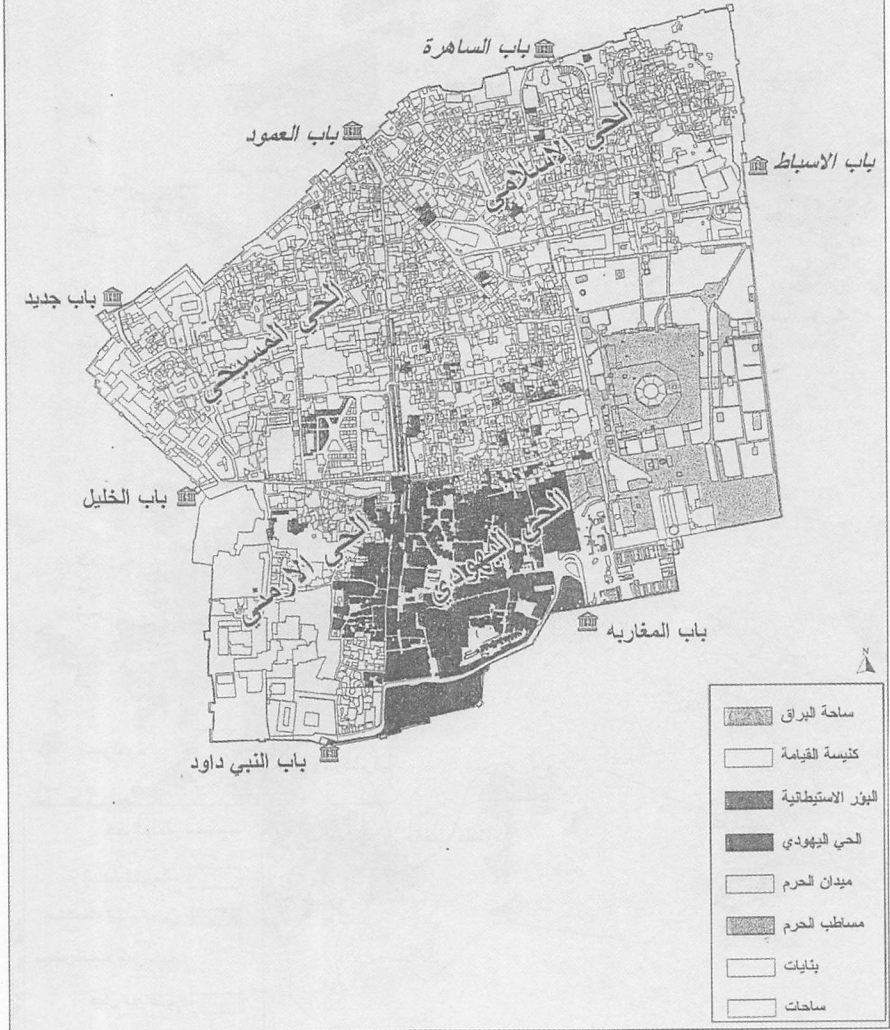 باب الساهرة
باب العمود
الحي الإسلامي
باب الاسباط
باب جديد
الحي المسيحي
باب الخليل
الحي الارمني
الحي اليهودي
باب المغاربه
باب النبي داود
N
ساحة البراق
كنيسة القيامة
البؤر الاستيطانية
الحي اليهودي
ميدان الحرم
مساطب الحرم
بنايات
ساحات